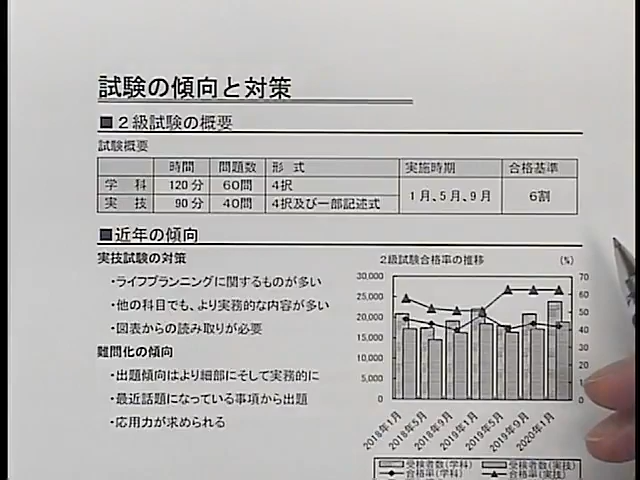 試験の傾向と対策
■2級試験の概要
試験概要
時間 問題数 形 式 実施時期 合格基準
学 科 120分 60問 4択 1月、5月、9月 6割
実 技 90分 40問 4択及び一部記述式
■近年の傾向
実技試験の対策
・ライフプランニングに関するものが多い
・他の科目でも、より実務的な内容が多い
・図表からの読み取りが必要
難問化の傾向
・出題傾向はより細部にそして実務的に
・最近話題になっている事項から出題
・応用力が求められる
2級試験合格率の推移 (%)
30,000 70
25,000 60
20,000 50
15,000 40
10,000 30
5,000 20
0 10
0
2018年1月
2018年5月
2018年9月
2019年1月
2019年5月
2019年9月
2020年1月
受検者数(学科) 受検者数(実技)
合格率(学科) 合格率(実技)